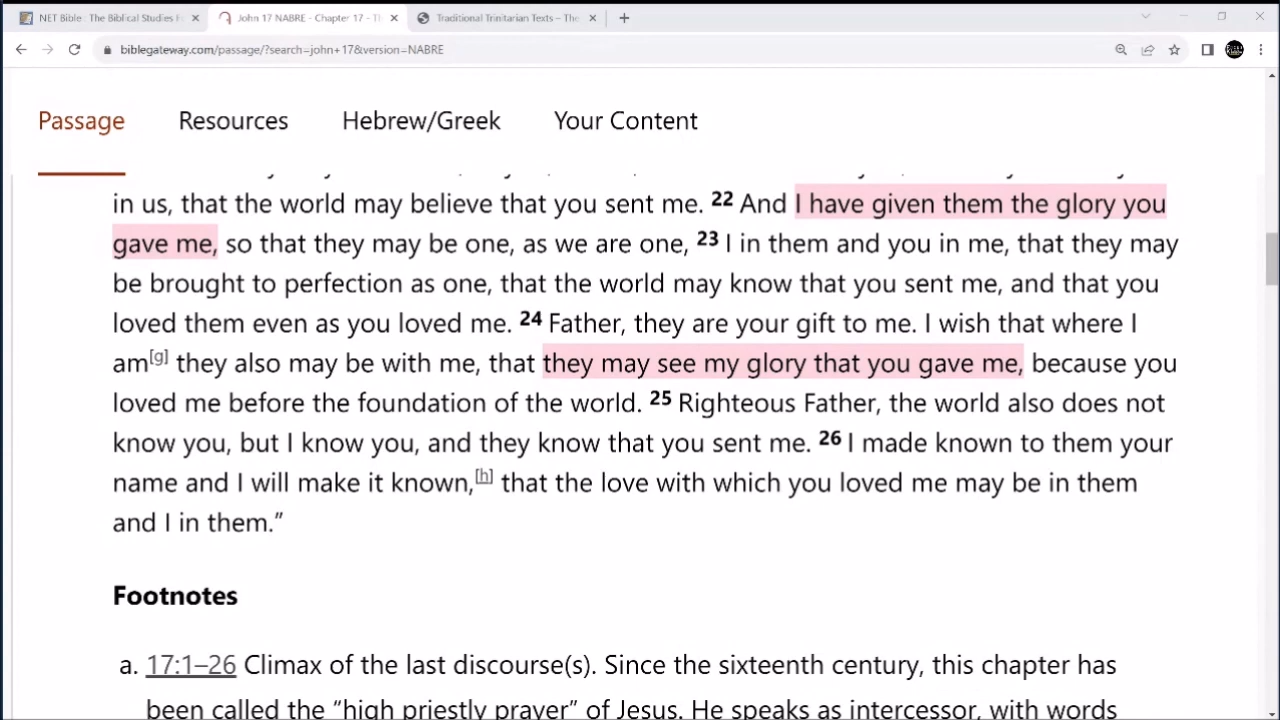 NET Bible: The Biblical Studies F
John 17 NABRE - Chapter 17 - Th
Traditional Trinitarian Texts – The
biblegateway.com/passage/?search=john+17&version=NABRE
Passage Resources Hebrew/Greek Your Content
in us, that the world may believe that you sent me. 22 And I have given them the glory you
gave me, so that they may be one, as we are one, 23 I in them and you in me, that they may
be brought to perfection as one, that the world may know that you sent me, and that you
loved them even as you loved me. 24 Father, they are your gift to me. I wish that where I
am[g] they also may be with me, that they may see my glory that you gave me, because you
loved me before the foundation of the world. 25 Righteous Father, the world also does not
know you, but I know you, and they know that you sent me. 26 I made known to them your
name and I will make it known,[h] that the love with which you loved me may be in them
and I in them.”
Footnotes
a. 17:1–26 Climax of the last discourse(s). Since the sixteenth century, this chapter has
been called the “high priestly prayer” of Jesus. He speaks as intercessor, with words